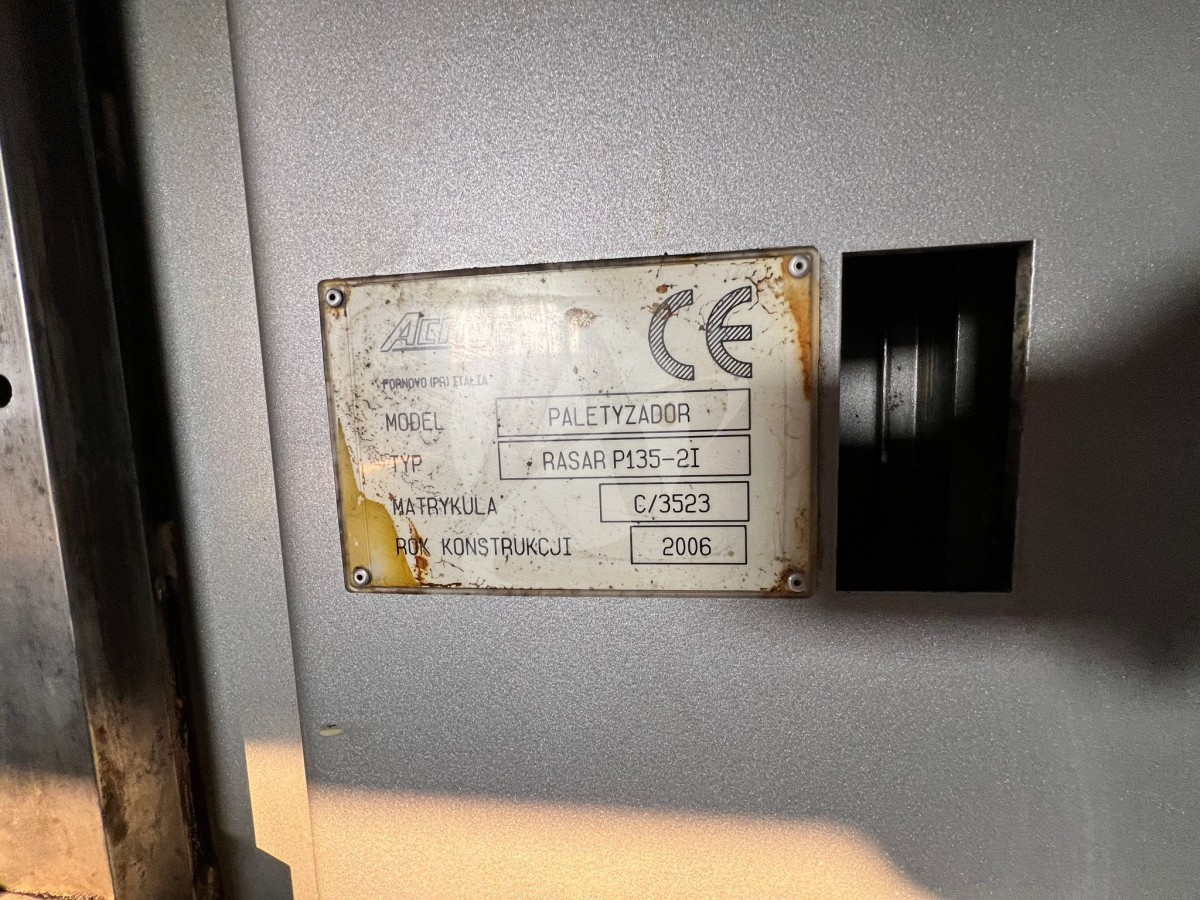 CE
FORNOVO (PR) ITALIA
MODEL PALETYZADOR
TYP RASAR P135-2I
MATRYKULA C/3523
ROK KONSTRUKCJI 2006